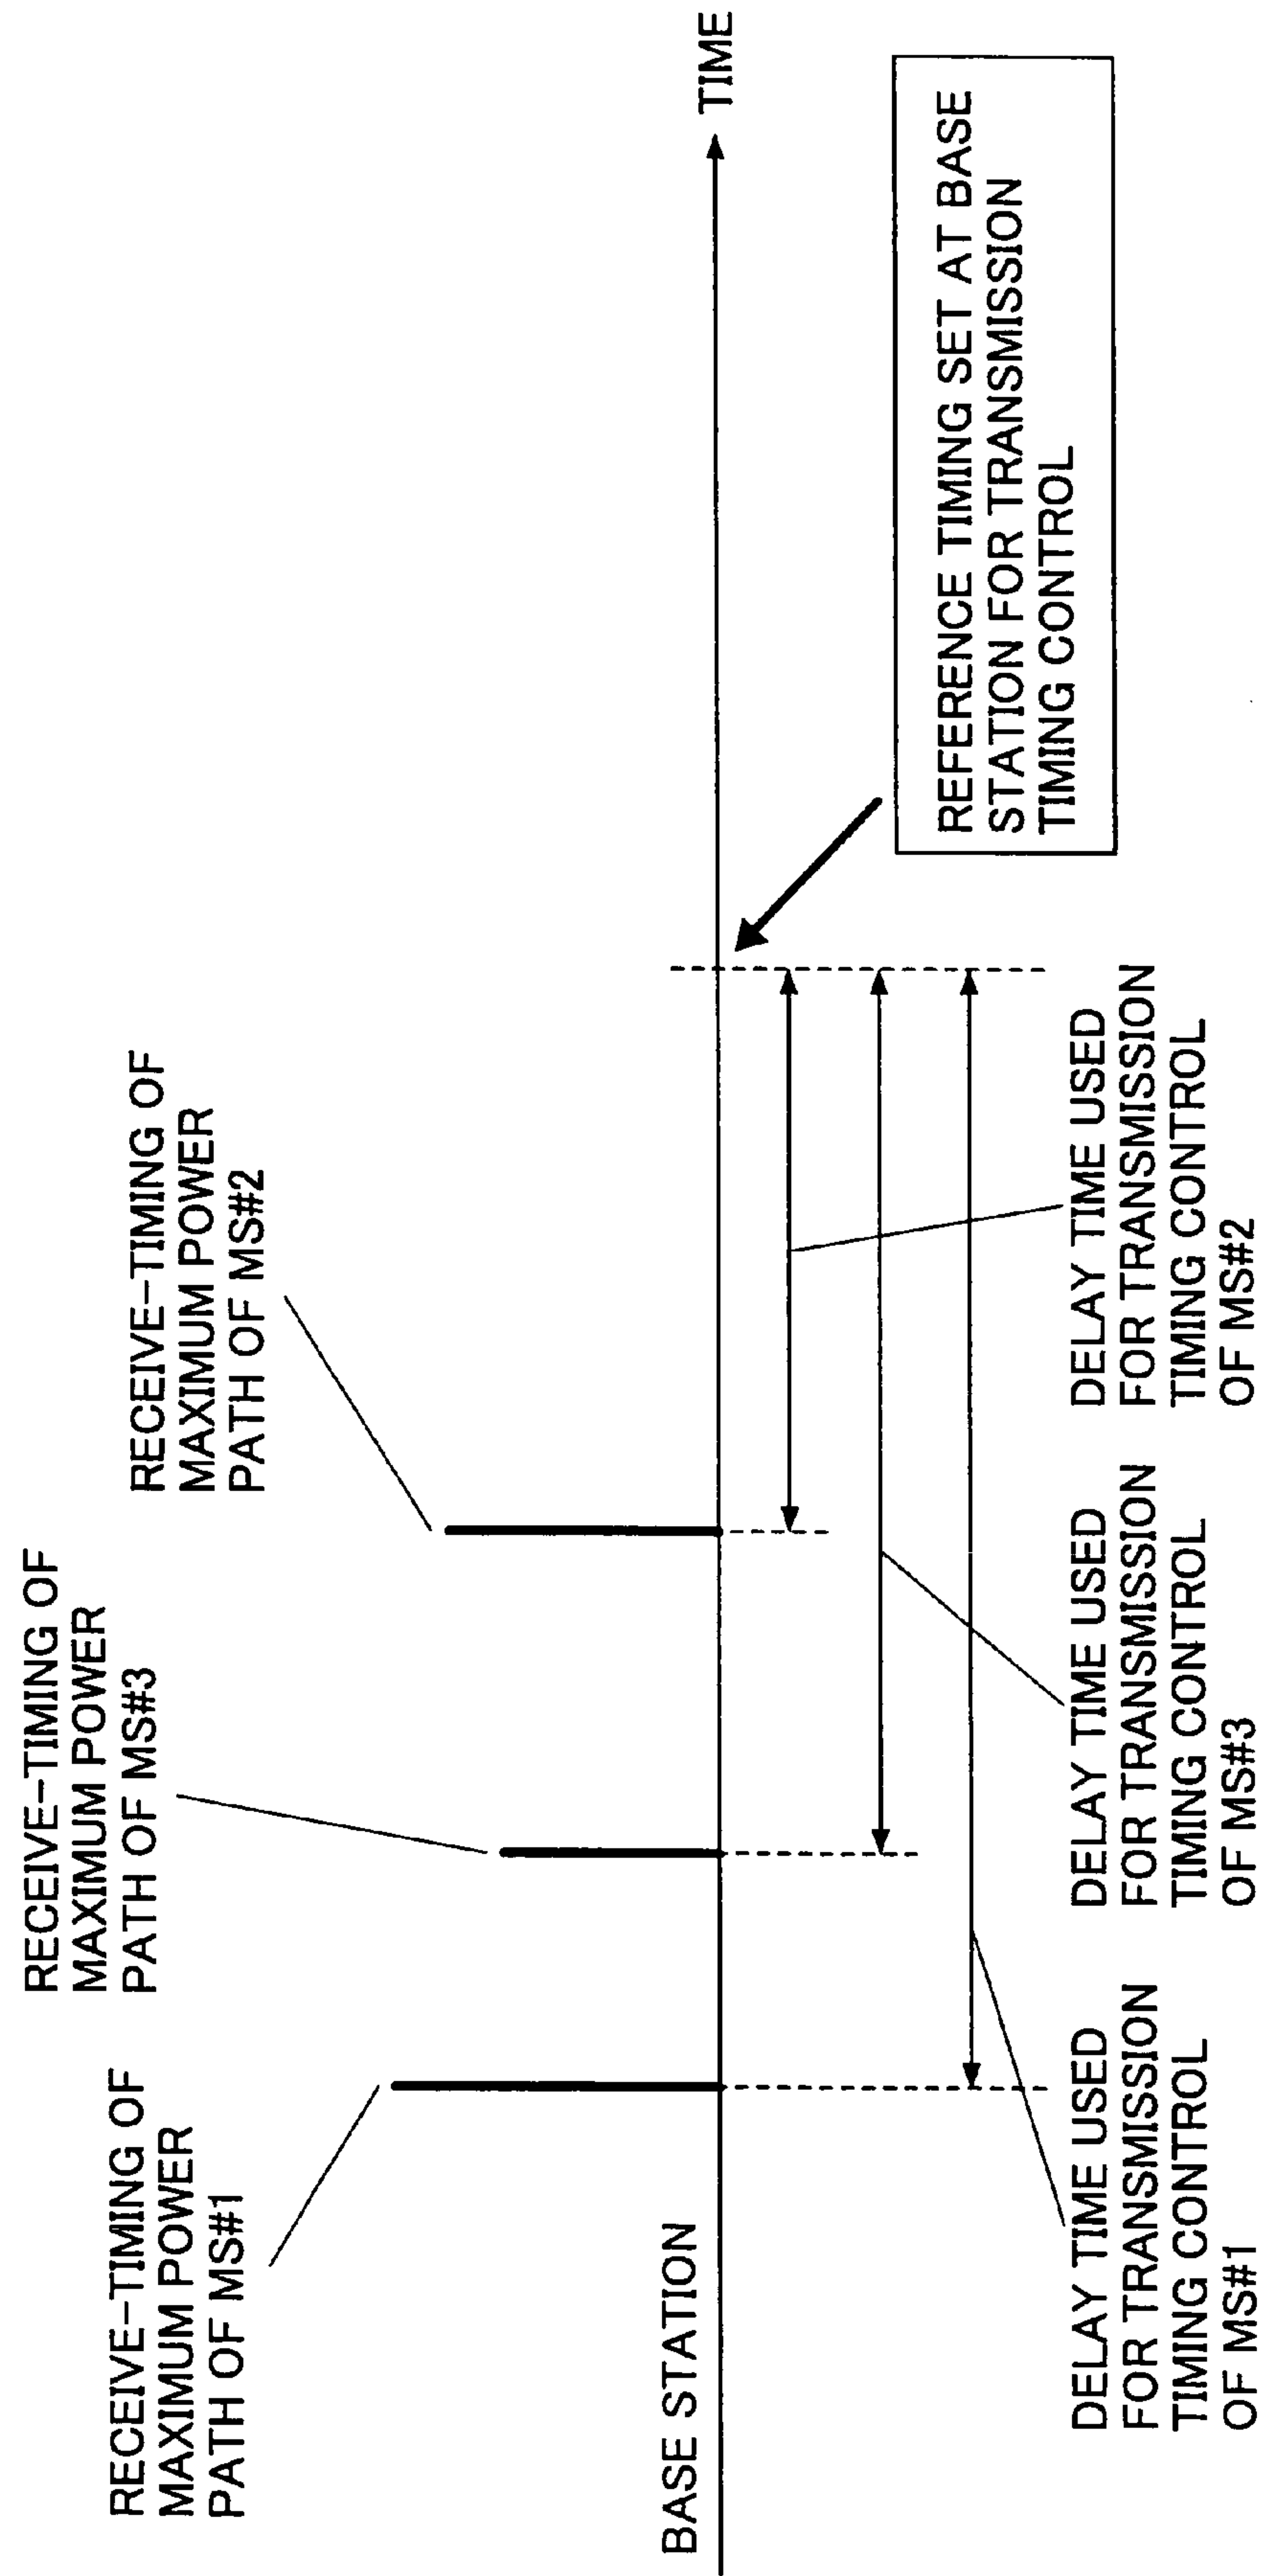 RECEIVE-TIMING OF
MAXIMUM POWER
PATH OF MS#1
RECEIVE-TIMING OF
MAXIMUM POWER
PATH OF MS#3
RECEIVE-TIMING OF
MAXIMUM POWER
PATH OF MS#2
BASE STATION
TIME
REFERENCE TIMING SET AT BASE
STATION FOR TRANSMISSION
TIMING CONTROL
DELAY TIME USED
FOR TRANSMISSION
TIMING CONTROL
OF MS#1
DELAY TIME USED
FOR TRANSMISSION
TIMING CONTROL
OF MS#3
DELAY TIME USED
FOR TRANSMISSION
TIMING CONTROL
OF MS#2